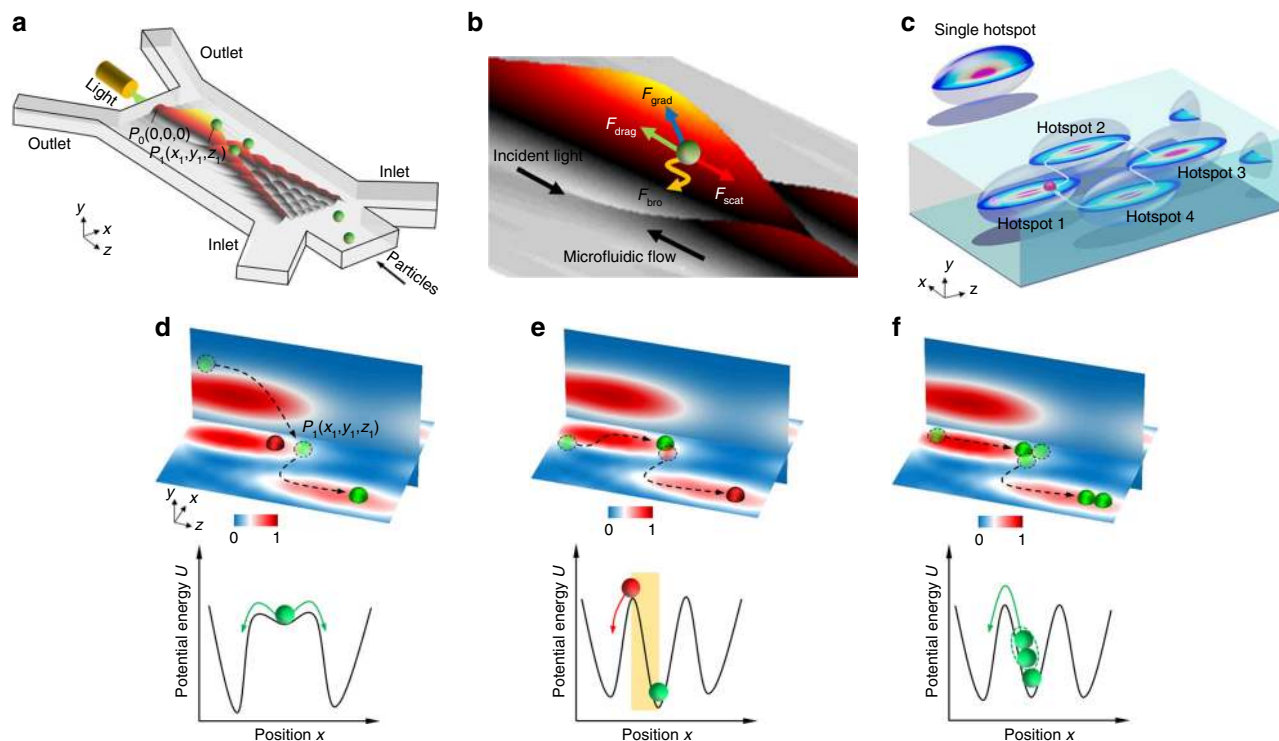 a
Outlet
Light
P0(0,0,0)
Outlet
P1(x1,y1,z1)
Inlet
y
x
z
Inlet
Particles
b
Fgrad
Fdrag
Incident light
Fbro
Fscat
Microfluidic flow
c
Single hotspot
Hotspot 2
Hotspot 3
Hotspot 1
Hotspot 4
y
x
z
d
P1(x1,y1,z1)
y
x
z
0 1
Potential energy U
Position x
e
0 1
Potential energy U
Position x
f
0 1
Potential energy U
Position x